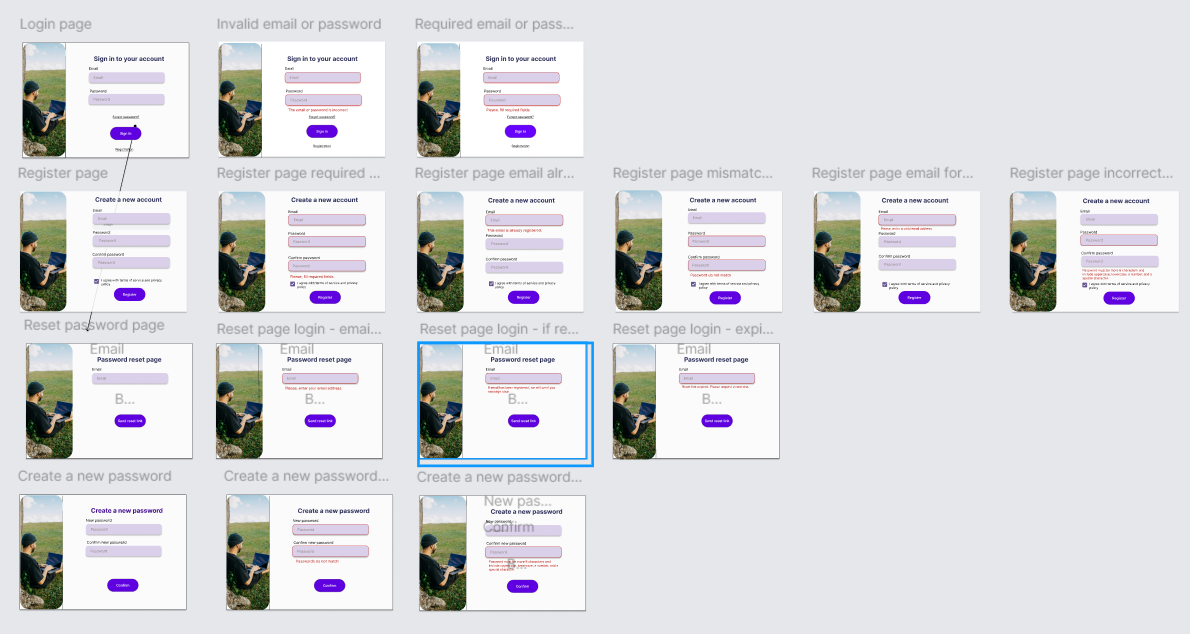 Login page
Invalid email or password
Required email or pass...
Sign in to your account
Email
Email
Password
Password
Forgot password?
Sign in
Registration
Sign in to your account
Email
Email
Password
Password
The email or password is incorrect
Forgot password?
Sign in
Registration
Sign in to your account
Email
Email
Password
Password
Please, fill required fields
Forgot password?
Sign in
Registration
Register page
Register page required ...
Register page email alr...
Register page mismatc...
Register page email for...
Register page incorrect...
Create a new account
Email
Email
Password
Password
Confirm password
Password
I agree with terms of service and privacy
policy
Register
Create a new account
Email
Email
Password
Password
Confirm password
Password
Please, fill required fields.
I agree with terms of service and privacy
policy
Register
Create a new account
Email
Email
This email is already registered.
Password
Password
Confirm password
Password
I agree with terms of service and privacy
policy
Register
Create a new account
Email
Email
Password
Password
Confirm password
Password
Password do not match
I agree with terms of service and privacy
policy
Register
Create a new account
Email
Email
Password
Password
Confirm password
Password
I agree with terms of service and privacy
policy
Register
Create a new account
Email
Email
Password
Password
Confirm password
Password
I agree with terms of service and privacy
policy
Register
Reset password page
Reset page login - emai...
Reset page login - if re...
Reset page login - expi...
Email
Password reset page
Email
Email
B...
Send reset link
Email
Password reset page
Email
Email
Please, enter your email address.
B...
Send reset link
Email
Password reset page
Email
Email
B...
Send reset link
Email
Password reset page
Email
Email
B...
Send reset link
Create a new password
Create a new password...
Create a new password...
Create a new password
New password
Password
Confirm new password
Password
Confirm
Create a new password
New password
Password
Confirm new password
Password
Passwords do not match
Confirm
New pas...
Create a new password
New password
Confirm
Confirm new password
Password
B...
Confirm